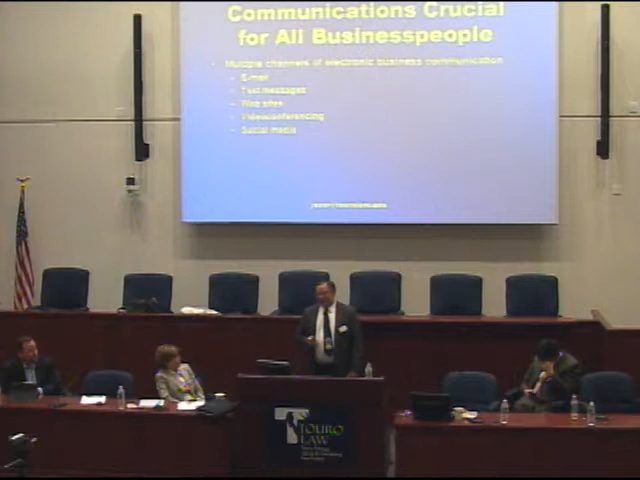 Communications Crucial
for All Businesspeople
- Multiple channels of electronic business communication
- E-mail
- Text messages
- Web sites
- Videoconferencing
- Social media
TOURO
LAW